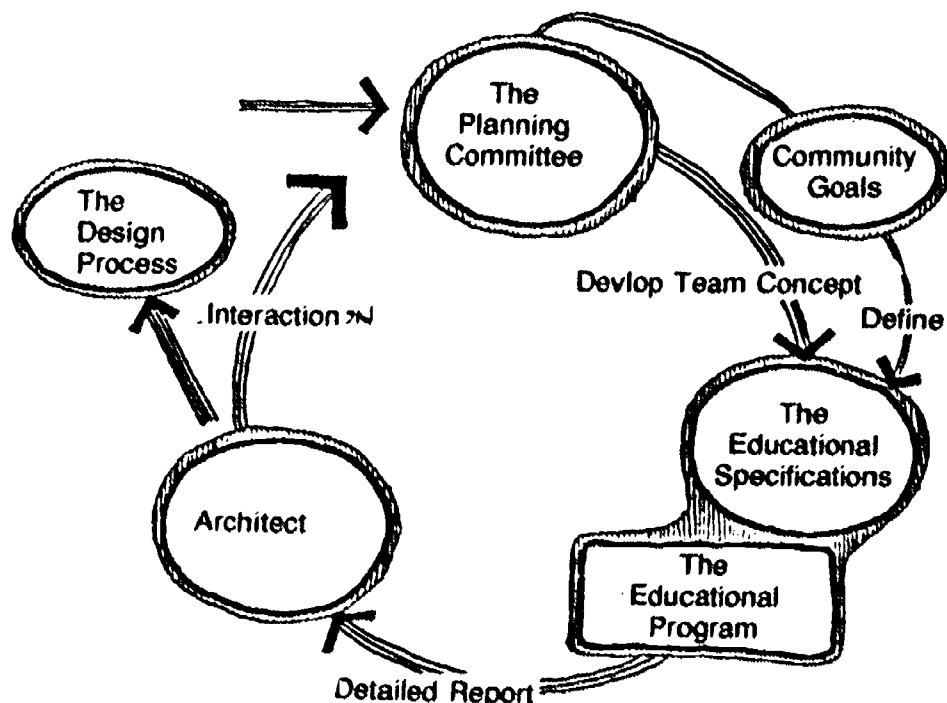 The
Planning
Committee
Community
Goals
The
Design
Process
Devlop Team Concept
Define
.Interaction
The
Educational
Specifications
Architect
The
Educational
Program
Detailed Report